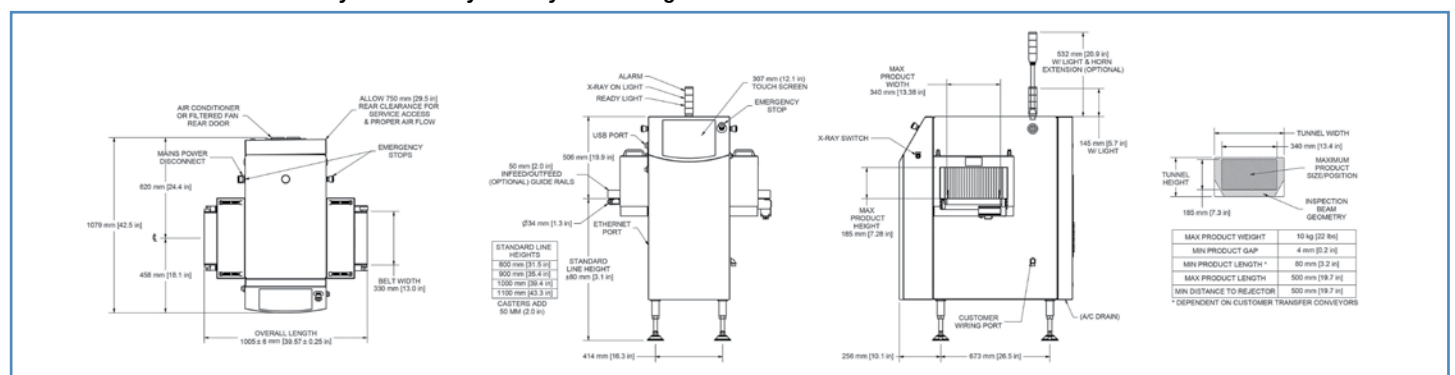 AIR CONDITIONER
OR FILTERED FAN
REAR DOOR
ALLOW 750 mm [29.5 in]
REAR CLEARANCE FOR
SERVICE ACCESS
& PROPER AIR FLOW
MAINS POWER
DISCONNECT
EMERGENCY
STOPS
620 mm [24.4 in]
1079 mm [42.5 in]
458 mm [18.1 in]
BELT WIDTH
330 mm [13.0 in]
OVERALL LENGTH
1005± 6 mm [39.57± 0.25 in]
ALARM
X-RAY ON LIGHT
READY LIGHT
307 mm (12.1 in)
TOUCH SCREEN
EMERGENCY
STOP
USB PORT
506 mm [19.9 in]
50 mm [2.0 in]
INFEED/OUTFEED
(OPTIONAL) GUIDE RAILS
Ø34 mm [1.3 in]
ETHERNET
PORT
STANDARD LINE
HEIGHTS
800 mm [31.5 in]
900 mm [35.4 in]
1000 mm [39.4 in]
1100 mm [43.3 in]
CASTERS ADD
50 MM (2.0 in)
STANDARD
LINE HEIGHT
±80 mm [3.1 in]
414 mm [16.3 in]
MAX
PRODUCT
WIDTH
340 mm [13.38 in]
532 mm [20.9 in]
W/ LIGHT & HORN
EXTENSION (OPTIONAL)
X-RAY SWITCH
145 mm [5.7 in]
W/ LIGHT
MAX
PRODUCT
HEIGHT
185 mm [7.28 in]
CUSTOMER
WIRING PORT
(A/C DRAIN)
256 mm [10.1 in]
673 mm [26.5 in]
TUNNEL WIDTH
340 mm [13.4 in]
TUNNEL
HEIGHT
MAXIMUM
PRODUCT
SIZE/POSITION
INSPECTION
BEAM
GEOMETRY
185 mm [7.3 in]
MAX PRODUCT WEIGHT 10 kg [22 lbs]
MIN PRODUCT GAP 4 mm [0.2 in]
MIN PRODUCT LENGTH * 80 mm [3.2 in]
MAX PRODUCT LENGTH 500 mm [19.7 in]
MIN DISTANCE TO REJECTOR 500 mm [19.7 in]
* DEPENDENT ON CUSTOMER TRANSFER CONVEYORS